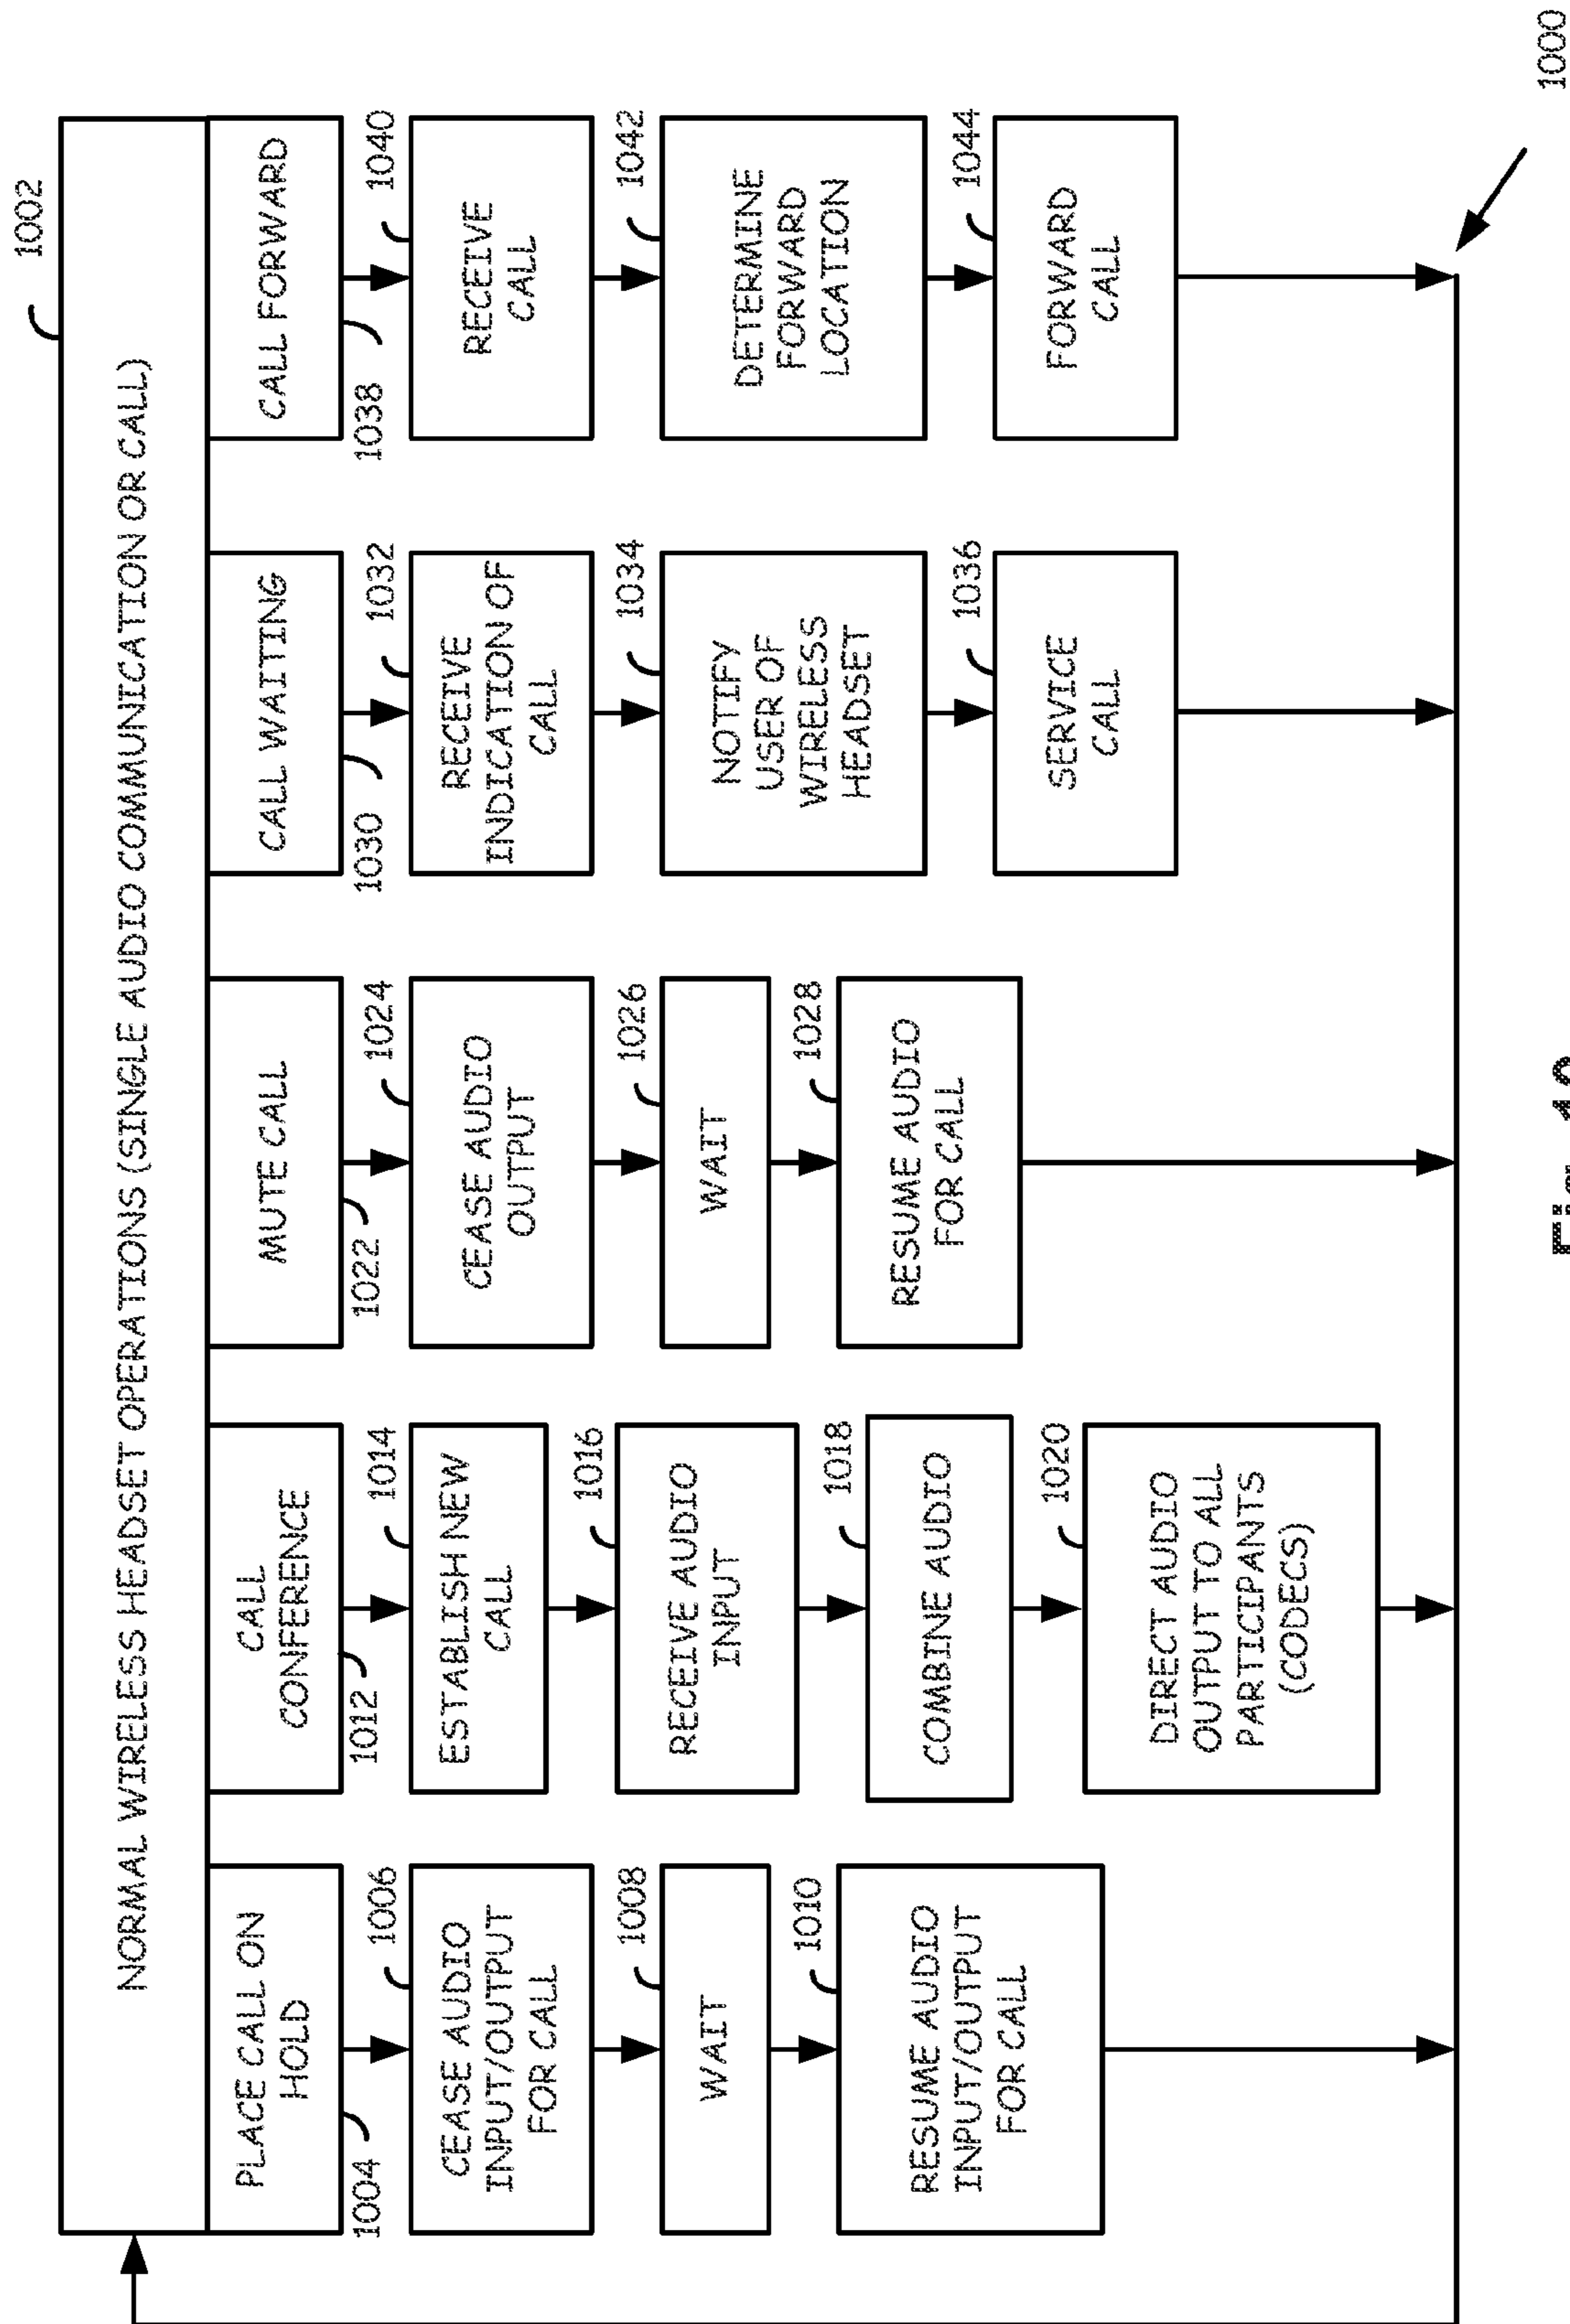 1002
NORMAL WIRELESS HEADSET OPERATIONS (SINGLE AUDIO COMMUNICATION OR CALL)
PLACE CALL ON
HOLD
1004
1006
CEASE AUDIO
INPUT/OUTPUT
FOR CALL
1008
WAIT
1010
RESUME AUDIO
INPUT/OUTPUT
FOR CALL
CALL
CONFERENCE
1012
1014
ESTABLISH NEW
CALL
1016
RECEIVE AUDIO
INPUT
1018
COMBINE AUDIO
1020
DIRECT AUDIO
OUTPUT TO ALL
PARTICIPANTS
(CODECS)
MUTE CALL
1022
1024
CEASE AUDIO
OUTPUT
1026
WAIT
1028
RESUME AUDIO
FOR CALL
CALL WAITING
1030
1032
RECEIVE
INDICATION OF
CALL
1034
NOTIFY
USER OF
WIRELESS
HEADSET
1036
SERVICE
CALL
CALL FORWARD
1038
1040
RECEIVE
CALL
1042
DETERMINE
FORWARD
LOCATION
1044
FORWARD
CALL
1000
Fig. 10